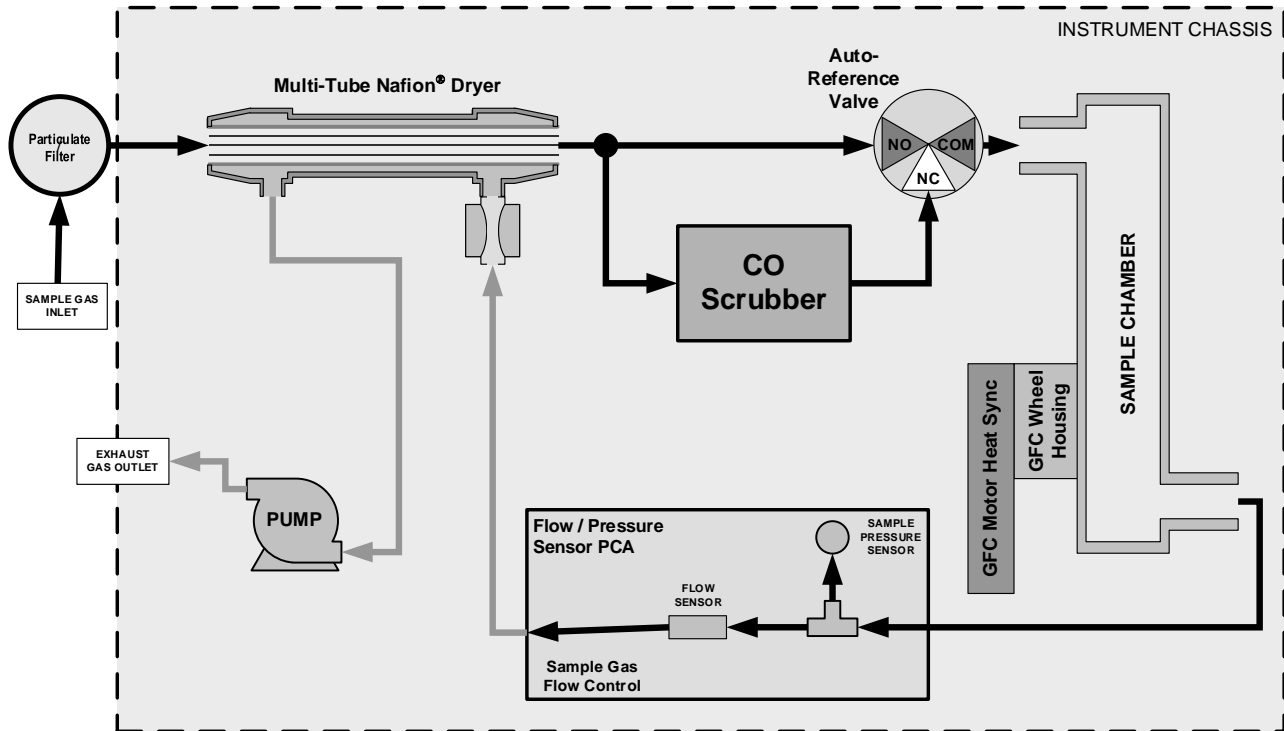 INSTRUMENT CHASSIS
Multi-Tube Nafion® Dryer
Auto-
Reference
Valve
Particulate
Filter
NO
COM
NC
CO
Scrubber
SAMPLE GAS
INLET
SAMPLE CHAMBER
GFC Wheel
Housing
GFC Motor Heat Sync
EXHAUST
GAS OUTLET
PUMP
Flow / Pressure
Sensor PCA
SAMPLE
PRESSURE
SENSOR
FLOW
SENSOR
Sample Gas
Flow Control